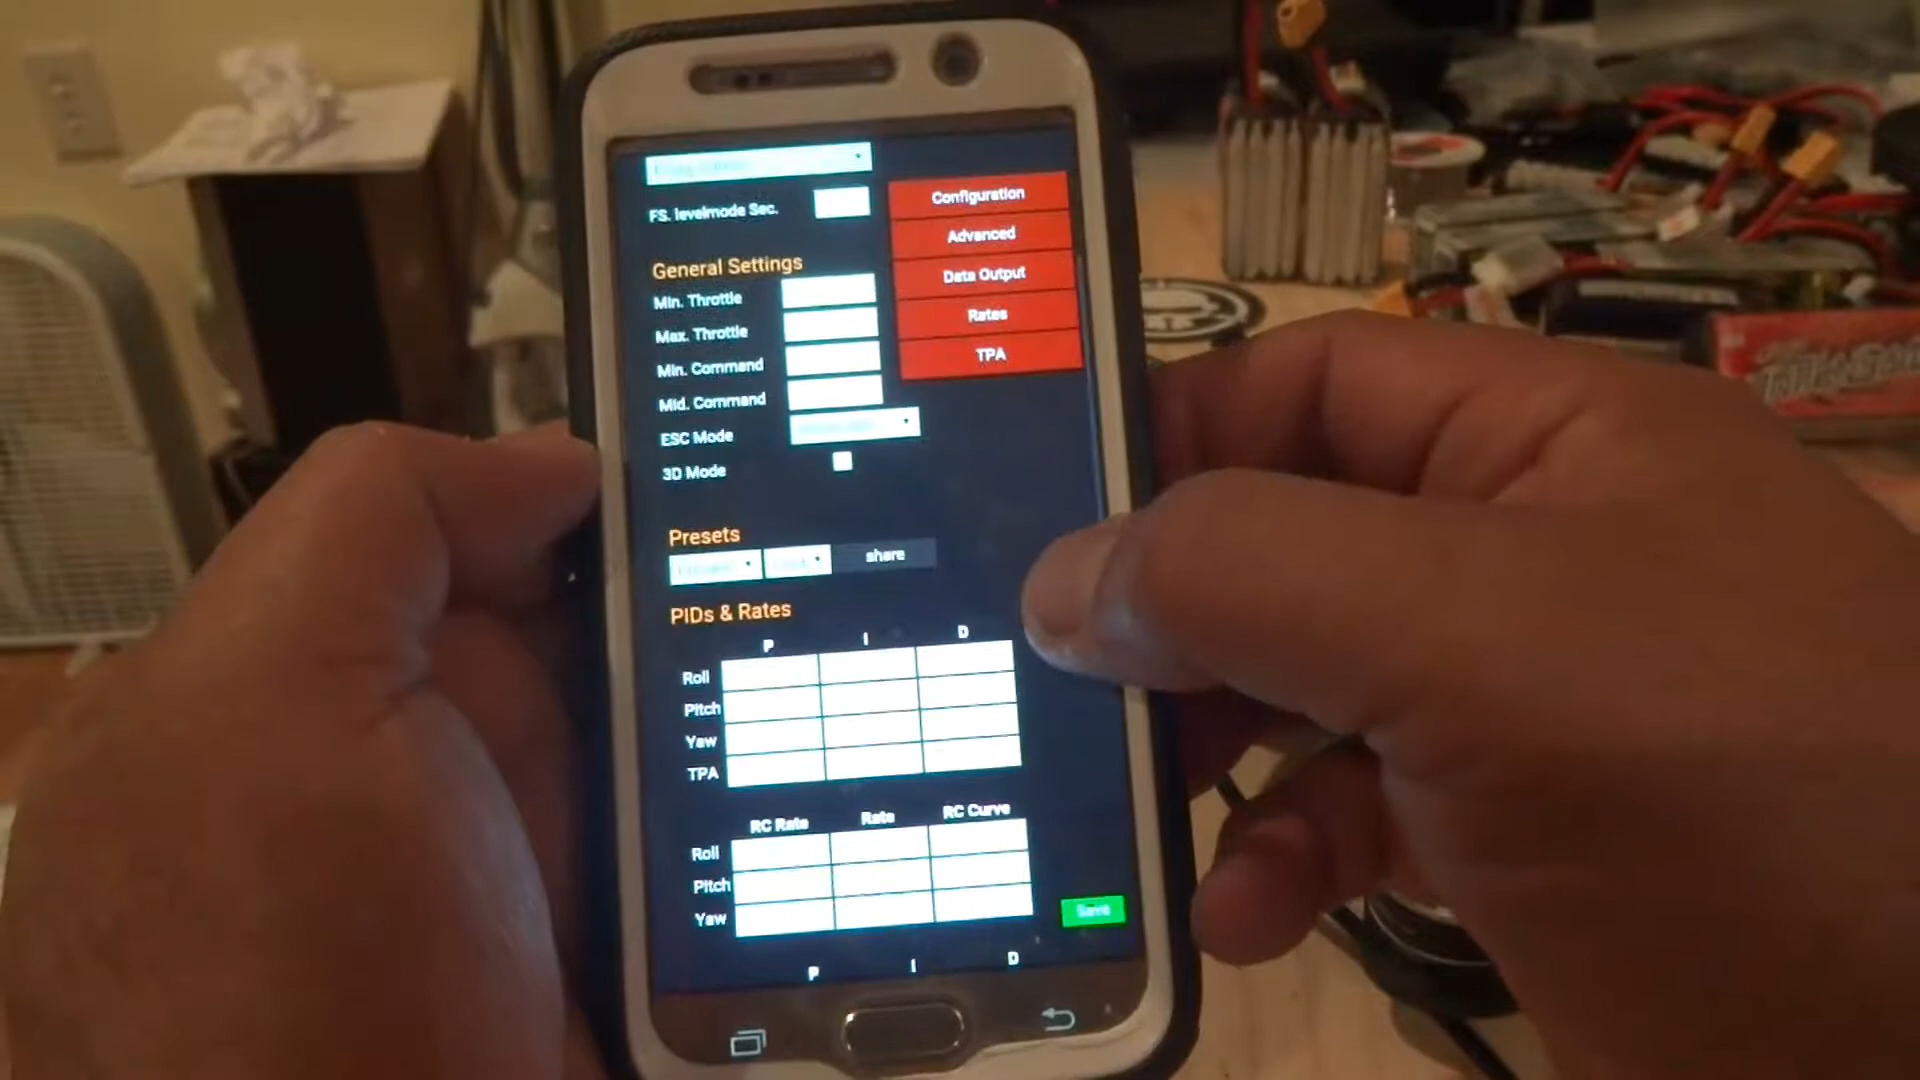 FS. levelmode Sec.
Configuration
Advanced
Data Output
Rates
TPA
General Settings
Min. Throttle
Max. Throttle
Min. Command
Mid. Command
ESC Mode
3D Mode
Presets
share
PIDs & Rates
P I D
Roll
Pitch
Yaw
TPA
RC Rate Rate RC Curve
Roll
Pitch
Yaw
Save
P I D